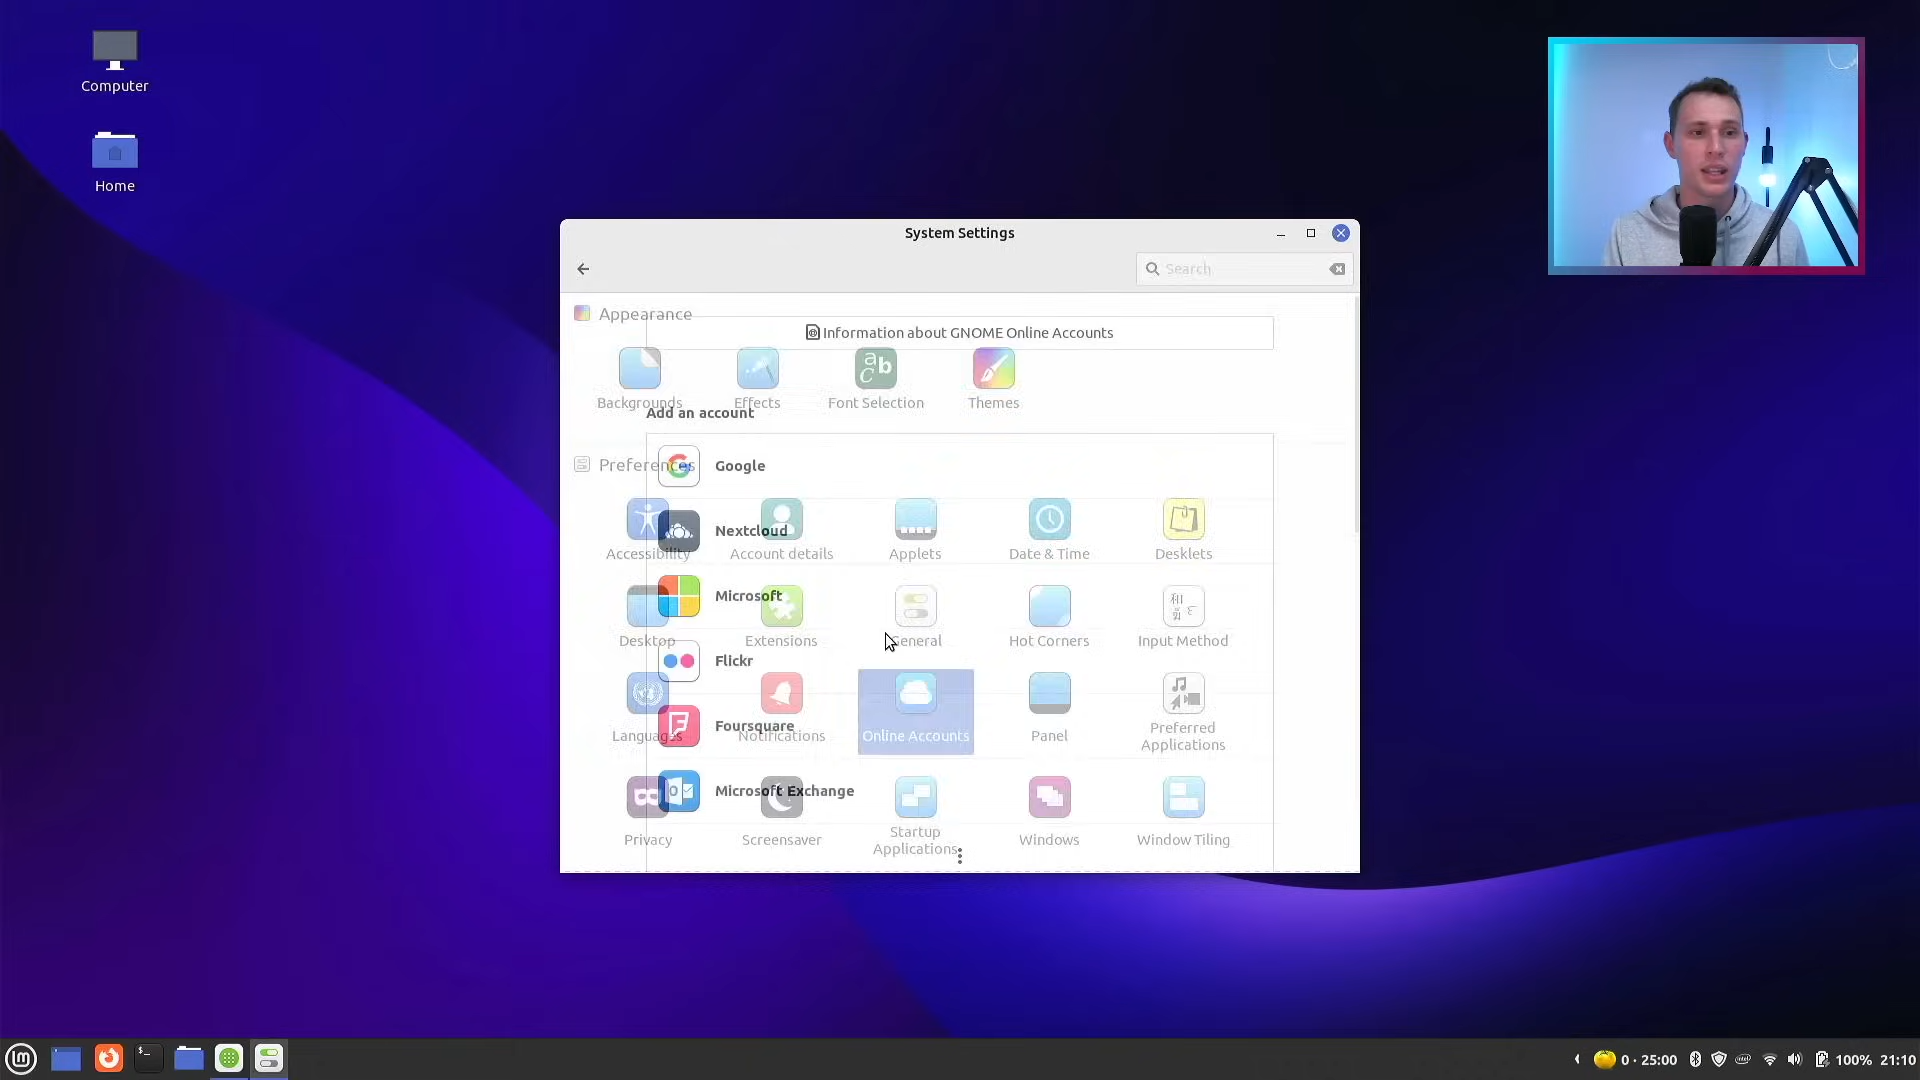 Computer
Home
System Settings
Search
Appearance
Information about GNOME Online Accounts
Backgrounds
Effects
Font Selection
Themes
Add an account
Preferences
Google
Nextcloud
Accessibility
Account details
Applets
Date & Time
Desklets
Microsoft
Desktop
Extensions
General
Hot Corners
Input Method
Flickr
Foursquare
Languages
Notifications
Online Accounts
Panel
Preferred
Applications
Microsoft Exchange
Privacy
Screensaver
Startup
Applications
Windows
Window Tiling
0 · 25:00
100%
21:10